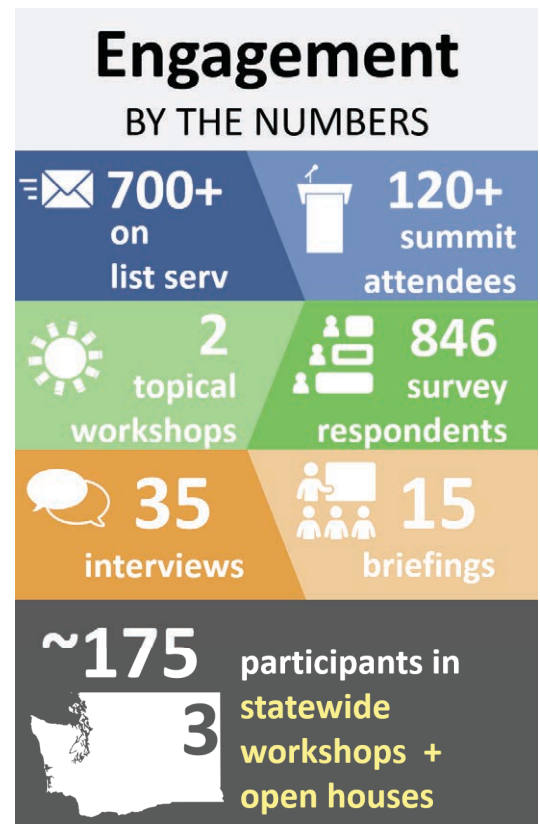 Engagement
BY THE NUMBERS
700+
on
list serv
120+
summit
attendees
2
topical
workshops
846
survey
respondents
35
interviews
15
briefings
~175
3
participants in
statewide
workshops +
open houses